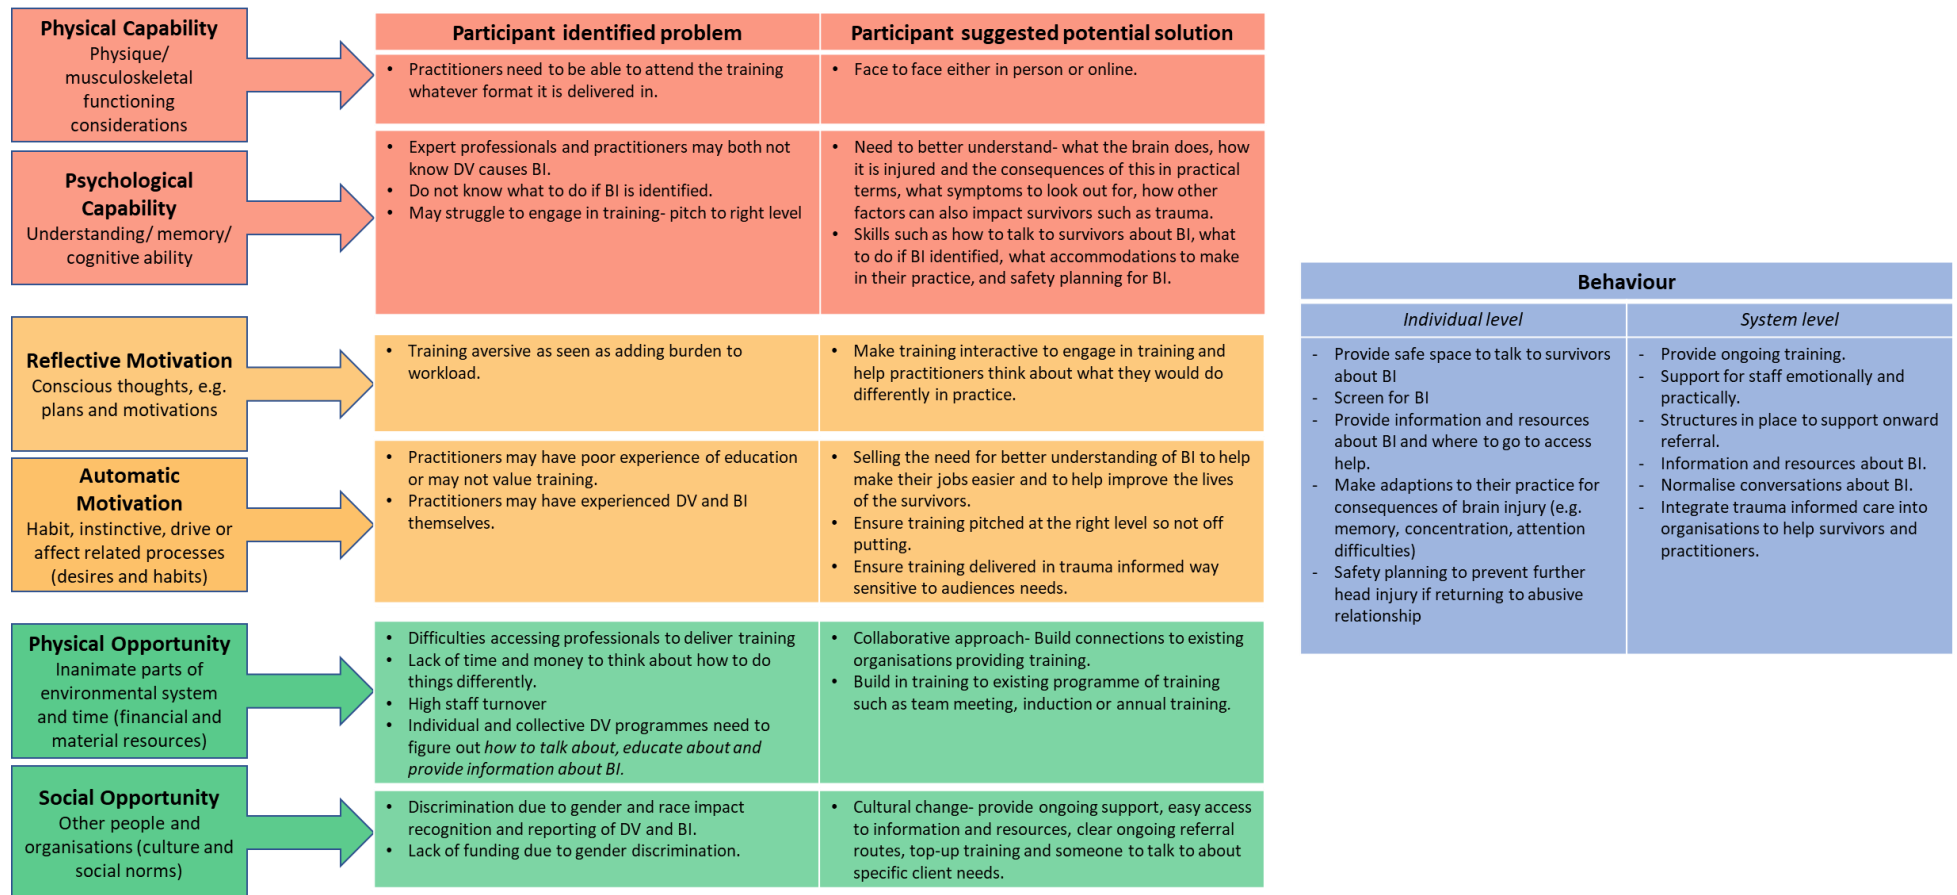 Physical Capability
Physique/
musculoskeletal
functioning
considerations
Psychological
Capability
Understanding/ memory/
cognitive ability
Reflective Motivation
Conscious thoughts, e.g.
plans and motivations
Automatic
Motivation
Habit, instinctive, drive or
affect related processes
(desires and habits)
Physical Opportunity
Inanimate parts of
environmental system
and time (financial and
material resources)
Social Opportunity
Other people and
organisations (culture and
social norms)
Participant identified problem
Participant suggested potential solution
• Practitioners need to be able to attend the training
whatever format it is delivered in.
• Face to face either in person or online.
• Expert professionals and practitioners may both not
know DV causes BI.
• Do not know what to do if BI is identified.
• May struggle to engage in training- pitch to right level
• Need to better understand- what the brain does, how
it is injured and the consequences of this in practical
terms, what symptoms to look out for, how other
factors can also impact survivors such as trauma.
• Skills such as how to talk to survivors about BI, what
to do if BI identified, what accommodations to make
in their practice, and safety planning for BI.
• Training aversive as seen as adding burden to
workload.
• Make training interactive to engage in training and
help practitioners think about what they would do
differently in practice.
• Practitioners may have poor experience of education
or may not value training.
• Practitioners may have experienced DV and BI
themselves.
• Selling the need for better understanding of BI to help
make their jobs easier and to help improve the lives
of the survivors.
• Ensure training pitched at the right level so not off
putting.
• Ensure training delivered in trauma informed way
sensitive to audiences needs.
• Difficulties accessing professionals to deliver training
• Lack of time and money to think about how to do
things differently.
• High staff turnover
• Individual and collective DV programmes need to
figure out how to talk about, educate about and
provide information about BI.
• Collaborative approach- Build connections to existing
organisations providing training.
• Build in training to existing programme of training
such as team meeting, induction or annual training.
• Discrimination due to gender and race impact
recognition and reporting of DV and BI.
• Lack of funding due to gender discrimination.
• Cultural change- provide ongoing support, easy access
to information and resources, clear ongoing referral
routes, top-up training and someone to talk to about
specific client needs.
Behaviour
Individual level
- Provide safe space to talk to survivors
about BI
- Screen for BI
- Provide information and resources
about BI and where to go to access
help.
- Make adaptions to their practice for
consequences of brain injury (e.g.
memory, concentration, attention
difficulties)
- Safety planning to prevent further
head injury if returning to abusive
relationship
System level
- Provide ongoing training.
- Support for staff emotionally and
practically.
- Structures in place to support onward
referral.
- Information and resources about BI.
- Normalise conversations about BI.
- Integrate trauma informed care into
organisations to help survivors and
practitioners.